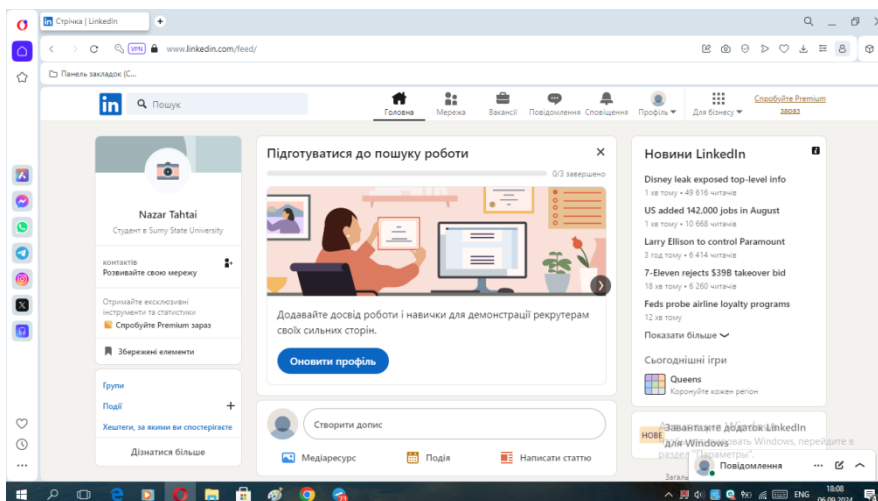 Стрічка | LinkedIn
VPN www.linkedin.com/feed/
Панель закладок (С...
in Пошук
Головна Мережа Вакансії Повідомлення Сповіщення Профіль Для бізнесу Спробуйте Premium зараз
Nazar Tahtai
Студент в Sumy State University
контактів
Розвивайте свою мережу
Отримайте ексклюзивні
інструменти та статистики
Спробуйте Premium зараз
Збережені елементи
Групи
Події
Хештеги, за якими ви спостерігаєте
Дізнатися більше
Підготуватися до пошуку роботи
0/3 завершено
Додавайте досвід роботи і навички для демонстрації рекрутерам
своїх сильних сторін.
Оновити профіль
Створити допис
Медіаресурс Подія Написати статтю
Новини LinkedIn
Disney leak exposed top-level info
1 хв тому • 49 616 читачів
US added 142,000 jobs in August
1 хв тому • 10 668 читачів
Larry Ellison to control Paramount
3 год тому • 6 414 читачів
7-Eleven rejects $39B takeover bid
18 хв тому • 6 260 читачів
Feds probe airline loyalty programs
12 хв тому
Показати більше
Сьогоднішні ігри
Queens
Коронуйте кожен регіон
НОВЕ Завантажте додаток LinkedIn
для Windows
Windows, перейдите в
раздел "Параметры".
Повідомлення
ENG
18:08
06.09.2024